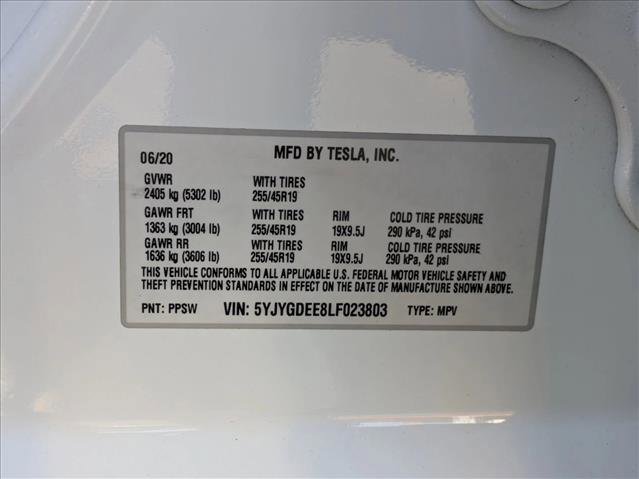 06/20 MFD BY TESLA, INC.
GVWR WITH TIRES
2405 kg (5302 lb) 255/45R19
GAWR FRT WITH TIRES RIM COLD TIRE PRESSURE
1363 kg (3004 lb) 255/45R19 19X9.5J 290 kPa, 42 psi
GAWR RR WITH TIRES RIM COLD TIRE PRESSURE
1636 kg (3606 lb) 255/45R19 19X9.5J 290 kPa, 42 psi
THIS VEHICLE CONFORMS TO ALL APPLICABLE U.S. FEDERAL MOTOR VEHICLE SAFETY AND
THEFT PREVENTION STANDARDS IN EFFECT ON THE DATE OF MANUFACTURE SHOWN ABOVE.
PNT: PPSW VIN: 5YJYGDEE8LF023803 TYPE: MPV